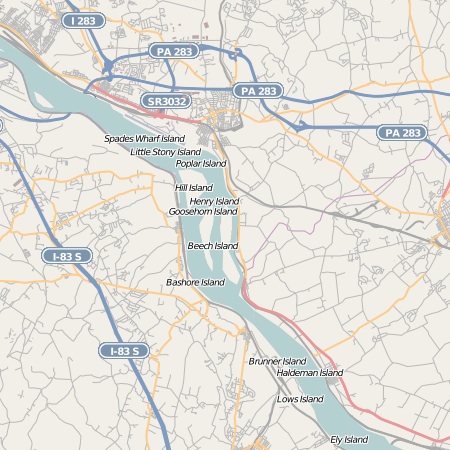 I 283
PA 283
PA 283
SR3032
PA 283
Spades Wharf Island
Little Stony Island
Poplar Island
Hill Island
Henry Island
Goosehorn Island
Beech Island
I-83 S
Bashore Island
I-83 S
Brunner Island
Haldeman Island
Lows Island
Ely Island